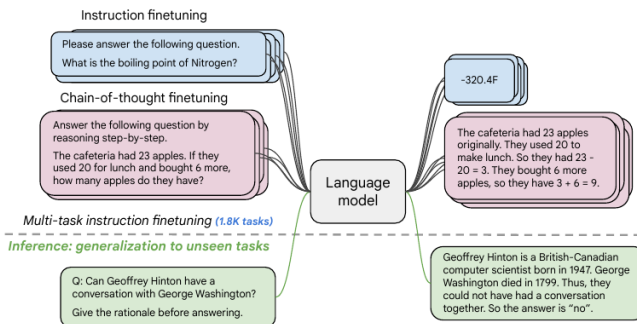 Instruction finetuning
Please answer the following question.
What is the boiling point of Nitrogen?
-320.4F
Chain-of-thought finetuning
Answer the following question by
reasoning step-by-step.
The cafeteria had 23 apples. If they
used 20 for lunch and bought 6 more,
how many apples do they have?
Language
model
The cafeteria had 23 apples
originally. They used 20 to
make lunch. So they had 23 -
20 = 3. They bought 6 more
apples, so they have 3 + 6 = 9.
Multi-task instruction finetuning (1.8K tasks)
Inference: generalization to unseen tasks
Q: Can Geoffrey Hinton have a
conversation with George Washington?
Give the rationale before answering.
Geoffrey Hinton is a British-Canadian
computer scientist born in 1947. George
Washington died in 1799. Thus, they
could not have had a conversation
together. So the answer is “no”.